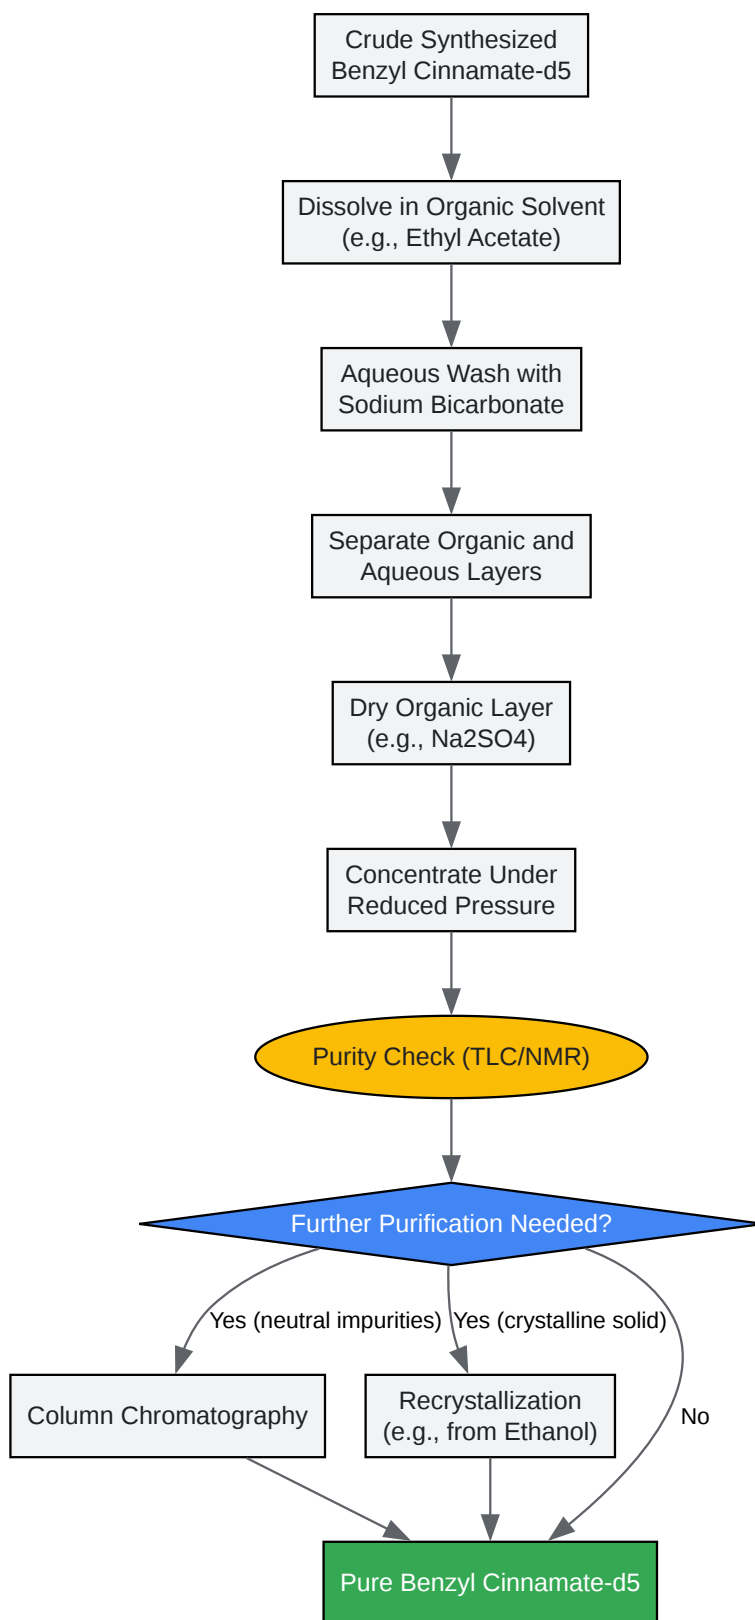 Crude Synthesized
Benzyl Cinnamate-d5
Dissolve in Organic Solvent
(e.g., Ethyl Acetate)
Aqueous Wash with
Sodium Bicarbonate
Separate Organic and
Aqueous Layers
Dry Organic Layer
(e.g., Na2SO4)
Concentrate Under
Reduced Pressure
Purity Check (TLC/NMR)
Further Purification Needed?
Yes (neutral impurities)
Yes (crystalline solid)
No
Column Chromatography
Recrystallization
(e.g., from Ethanol)
Pure Benzyl Cinnamate-d5